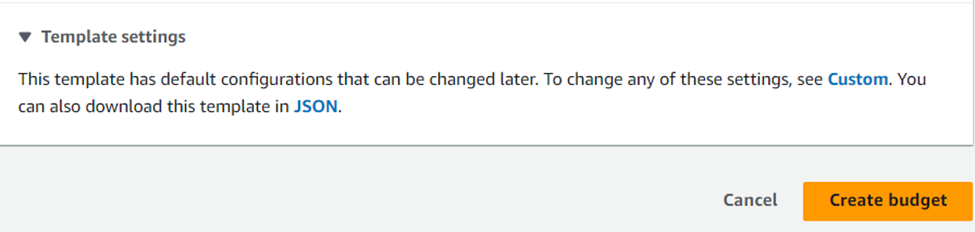 Template settings
This template has default configurations that can be changed later. To change any of these settings, see Custom. You
can also download this template in JSON.
Cancel
Create budget